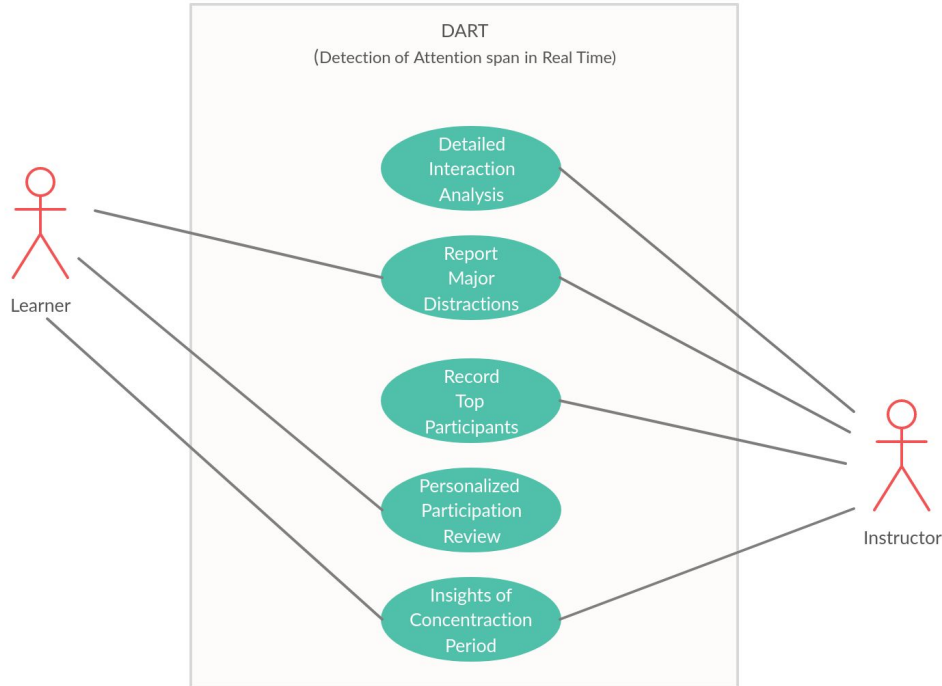 DART
(Detection of Attention span in Real Time)
Detailed
Interaction
Analysis
Report
Major
Distractions
Learner
Record
Top
Participants
Personalized
Participation
Review
Instructor
Insights of
Concentraction
Period